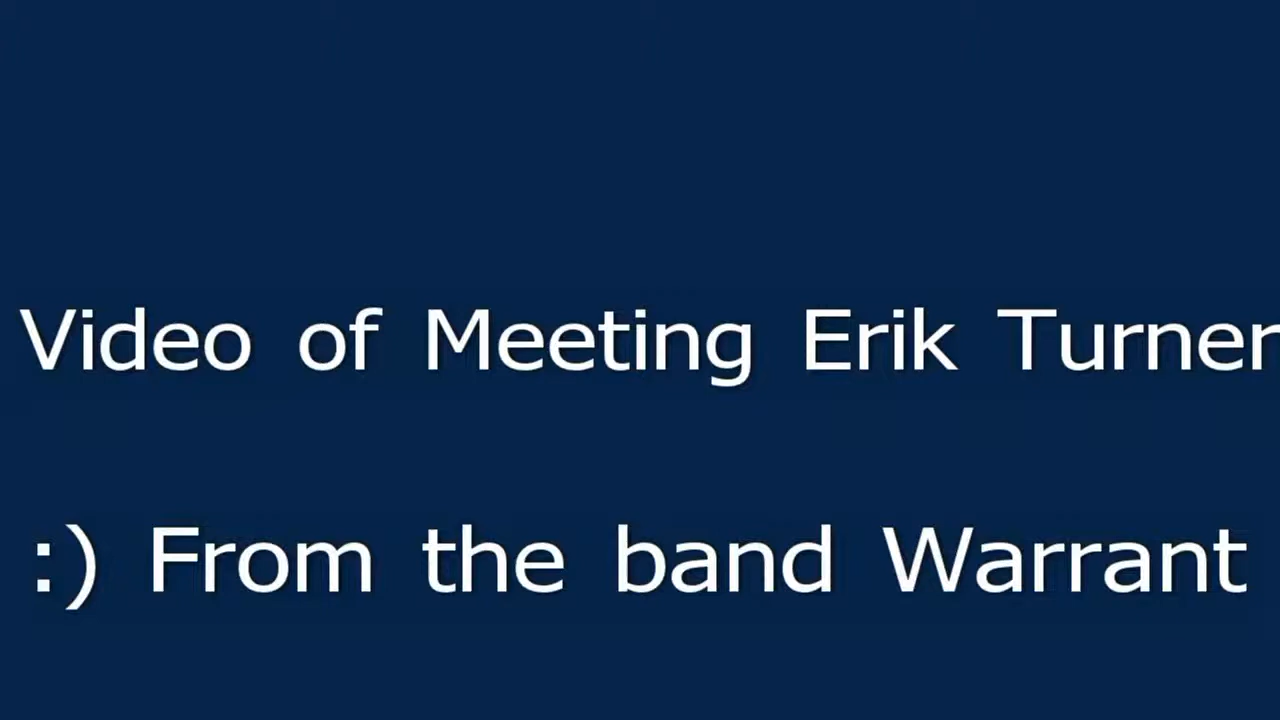 Video of Meeting Erik Turner
:) From the band Warrant